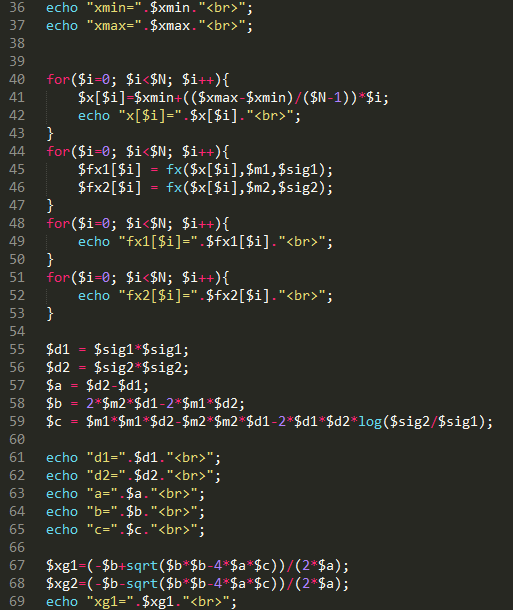 36 echo "xmin=".$xmin."<br>";
37 echo "xmax=".$xmax."<br>";
38
39
40 for($i=0; $i<$N; $i++){
41     $x[$i]=$xmin+(($xmax-$xmin)/($N-1))*$i;
42     echo "x[$i]=".$x[$i]."<br>";
43 }
44 for($i=0; $i<$N; $i++){
45     $fx1[$i] = fx($x[$i],$m1,$sig1);
46     $fx2[$i] = fx($x[$i],$m2,$sig2);
47 }
48 for($i=0; $i<$N; $i++){
49     echo "fx1[$i]=".$fx1[$i]."<br>";
50 }
51 for($i=0; $i<$N; $i++){
52     echo "fx2[$i]=".$fx2[$i]."<br>";
53 }
54
55 $d1 = $sig1*$sig1;
56 $d2 = $sig2*$sig2;
57 $a = $d2-$d1;
58 $b = 2*$m2*$d1-2*$m1*$d2;
59 $c = $m1*$m1*$d2-$m2*$m2*$d1-2*$d1*$d2*log($sig2/$sig1);
60
61 echo "d1=".$d1."<br>";
62 echo "d2=".$d2."<br>";
63 echo "a=".$a."<br>";
64 echo "b=".$b."<br>";
65 echo "c=".$c."<br>";
66
67 $xg1=(-$b+sqrt($b*$b-4*$a*$c))/(2*$a);
68 $xg2=(-$b-sqrt($b*$b-4*$a*$c))/(2*$a);
69 echo "xg1=".$xg1."<br>";